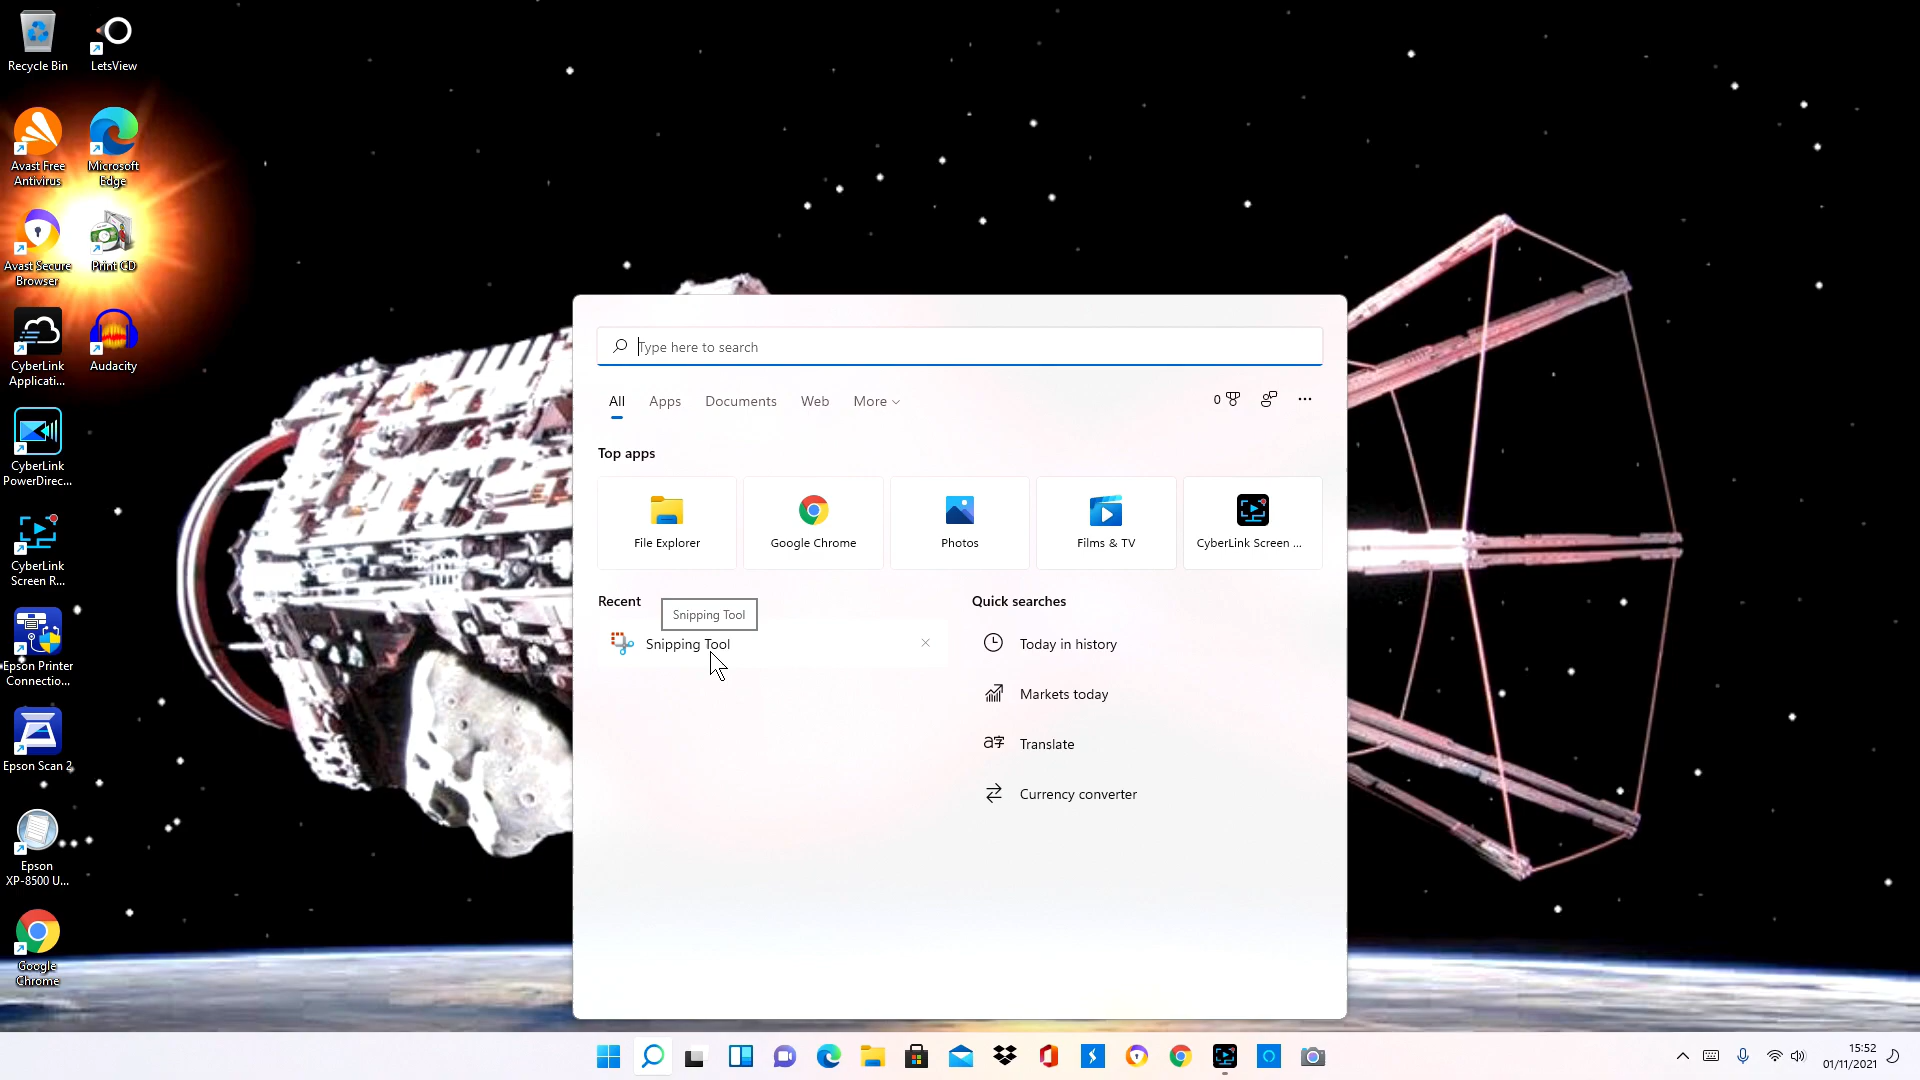 Recycle Bin
LetsView
Avast Free
Antivirus
Microsoft
Edge
Avast Secure
Browser
Print CD
CyberLink
Applicati...
Audacity
CyberLink
PowerDirec...
CyberLink
Screen R...
Epson Printer
Connectio...
Epson Scan 2
Epson
XP-8500 U...
Google
Chrome
Type here to search
All
Apps
Documents
Web
More
0
Top apps
File Explorer
Google Chrome
Photos
Films & TV
CyberLink Screen ...
Recent
Snipping Tool
Snipping Tool
Quick searches
Today in history
Markets today
Translate
Currency converter
15:52
01/11/2021